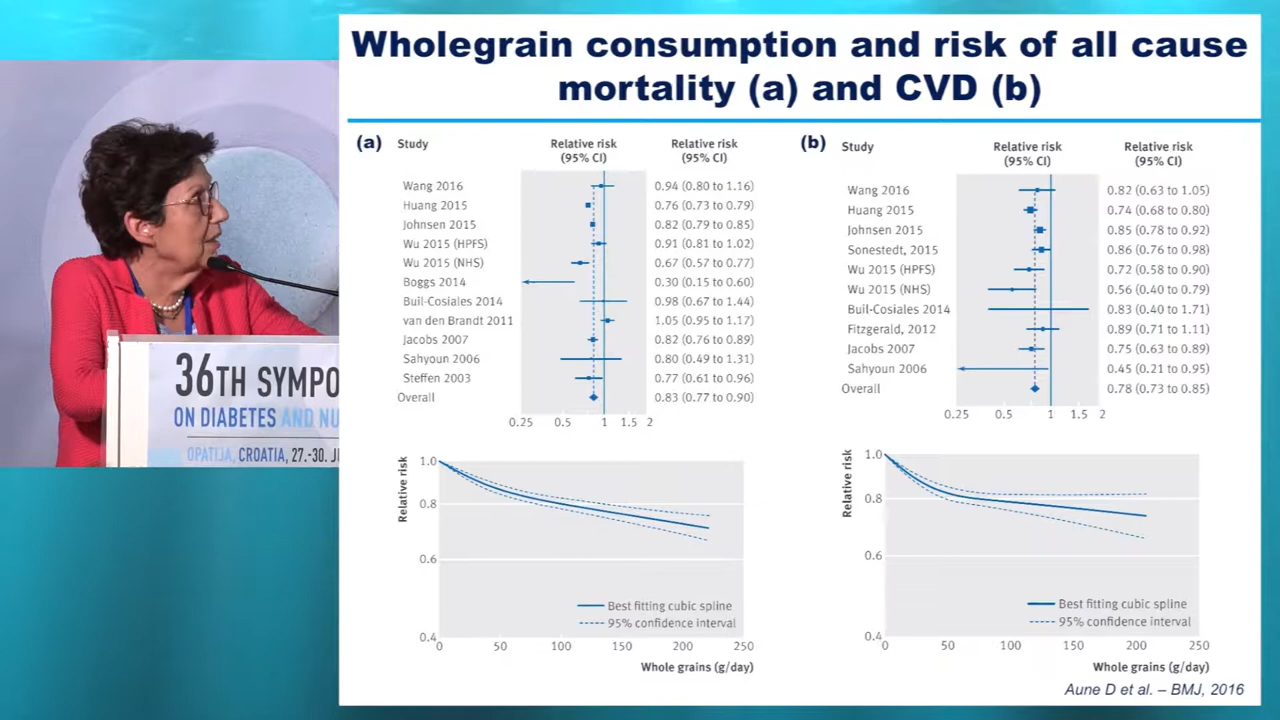 Wholegrain consumption and risk of all cause
mortality (a) and CVD (b)
(a)
Study
Relative risk
(95% CI)
Relative risk
(95% CI)
Wang 2016 0.94 (0.80 to 1.16)
Huang 2015 0.76 (0.73 to 0.79)
Johnsen 2015 0.82 (0.79 to 0.85)
Wu 2015 (HPFS) 0.91 (0.81 to 1.02)
Wu 2015 (NHS) 0.67 (0.57 to 0.77)
Boggs 2014 0.30 (0.15 to 0.60)
Buil-Cosiales 2014 0.98 (0.67 to 1.44)
van den Brandt 2011 1.05 (0.95 to 1.17)
Jacobs 2007 0.82 (0.76 to 0.89)
Sahyoun 2006 0.80 (0.49 to 1.31)
Steffen 2003 0.77 (0.61 to 0.96)
Overall 0.83 (0.77 to 0.90)
0.25 0.5 1 1.5 2
(b)
Study
Relative risk
(95% CI)
Relative risk
(95% CI)
Wang 2016 0.82 (0.63 to 1.05)
Huang 2015 0.74 (0.68 to 0.80)
Johnsen 2015 0.85 (0.78 to 0.92)
Sonestedt, 2015 0.86 (0.76 to 0.98)
Wu 2015 (HPFS) 0.72 (0.58 to 0.90)
Wu 2015 (NHS) 0.56 (0.40 to 0.79)
Buil-Cosiales 2014 0.83 (0.40 to 1.71)
Fitzgerald, 2012 0.89 (0.71 to 1.11)
Jacobs 2007 0.75 (0.63 to 0.89)
Sahyoun 2006 0.45 (0.21 to 0.95)
Overall 0.78 (0.73 to 0.85)
0.25 0.5 1 1.5 2
Relative risk
1.0
0.8
0.6
0.4
Best fitting cubic spline
95% confidence interval
0 50 100 150 200 250
Whole grains (g/day)
Relative risk
1.0
0.8
0.6
0.4
Best fitting cubic spline
95% confidence interval
0 50 100 150 200 250
Whole grains (g/day)
Aune D et al. – BMJ, 2016
36TH SYMPO
ON DIABETES AND NU
OPATIJA, CROATIA, 27.-30. J